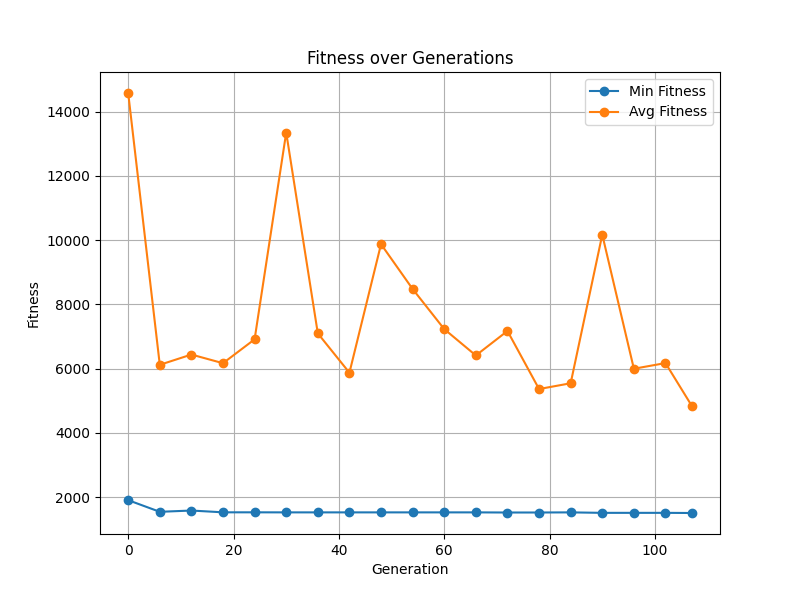 Fitness over Generations
Min Fitness
Avg Fitness
14000
12000
10000
8000
6000
4000
2000
Fitness
0 20 40 60 80 100
Generation